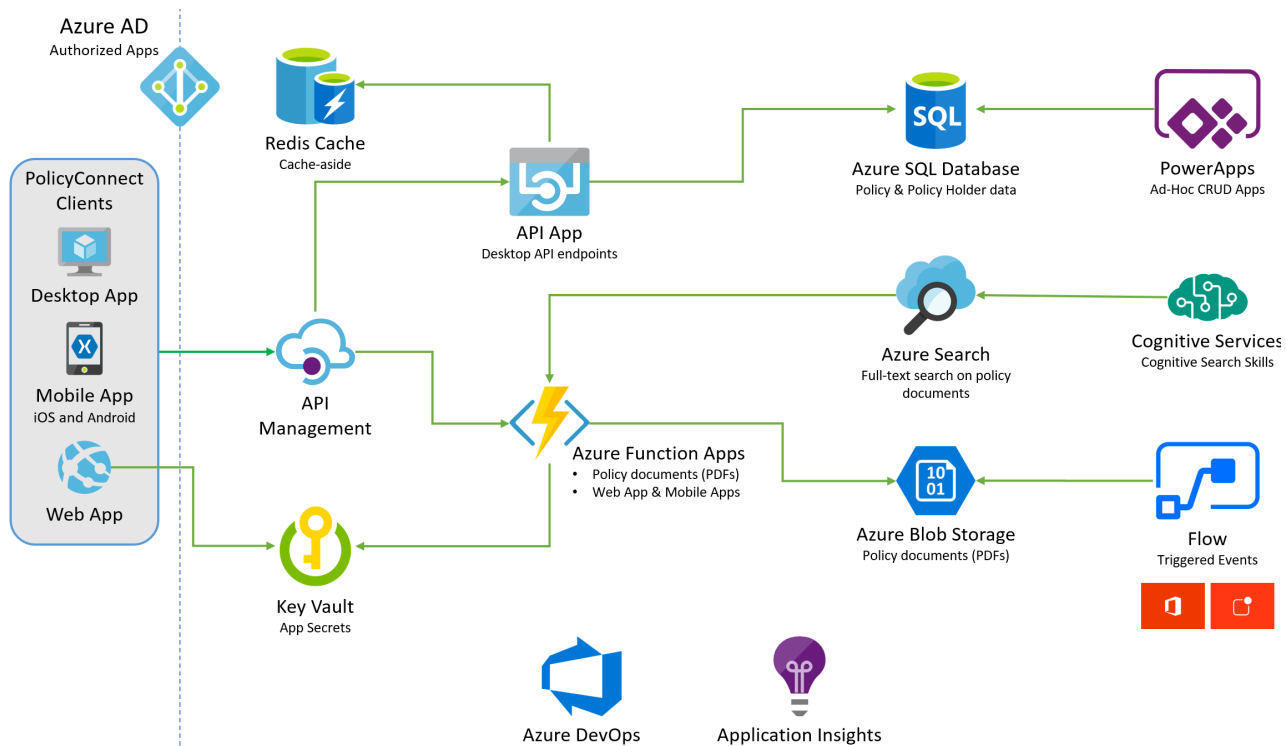 Azure AD
Authorized Apps
PolicyConnect
Clients
Desktop App
Mobile App
iOS and Android
Web App
Redis Cache
Cache-aside
API App
Desktop API endpoints
SQL
Azure SQL Database
Policy & Policy Holder data
PowerApps
Ad-Hoc CRUD Apps
API
Management
Azure Search
Full-text search on policy
documents
Cognitive Services
Cognitive Search Skills
Azure Function Apps
• Policy documents (PDFs)
• Web App & Mobile Apps
10
01
Azure Blob Storage
Policy documents (PDFs)
Flow
Triggered Events
Key Vault
App Secrets
Azure DevOps
Application Insights